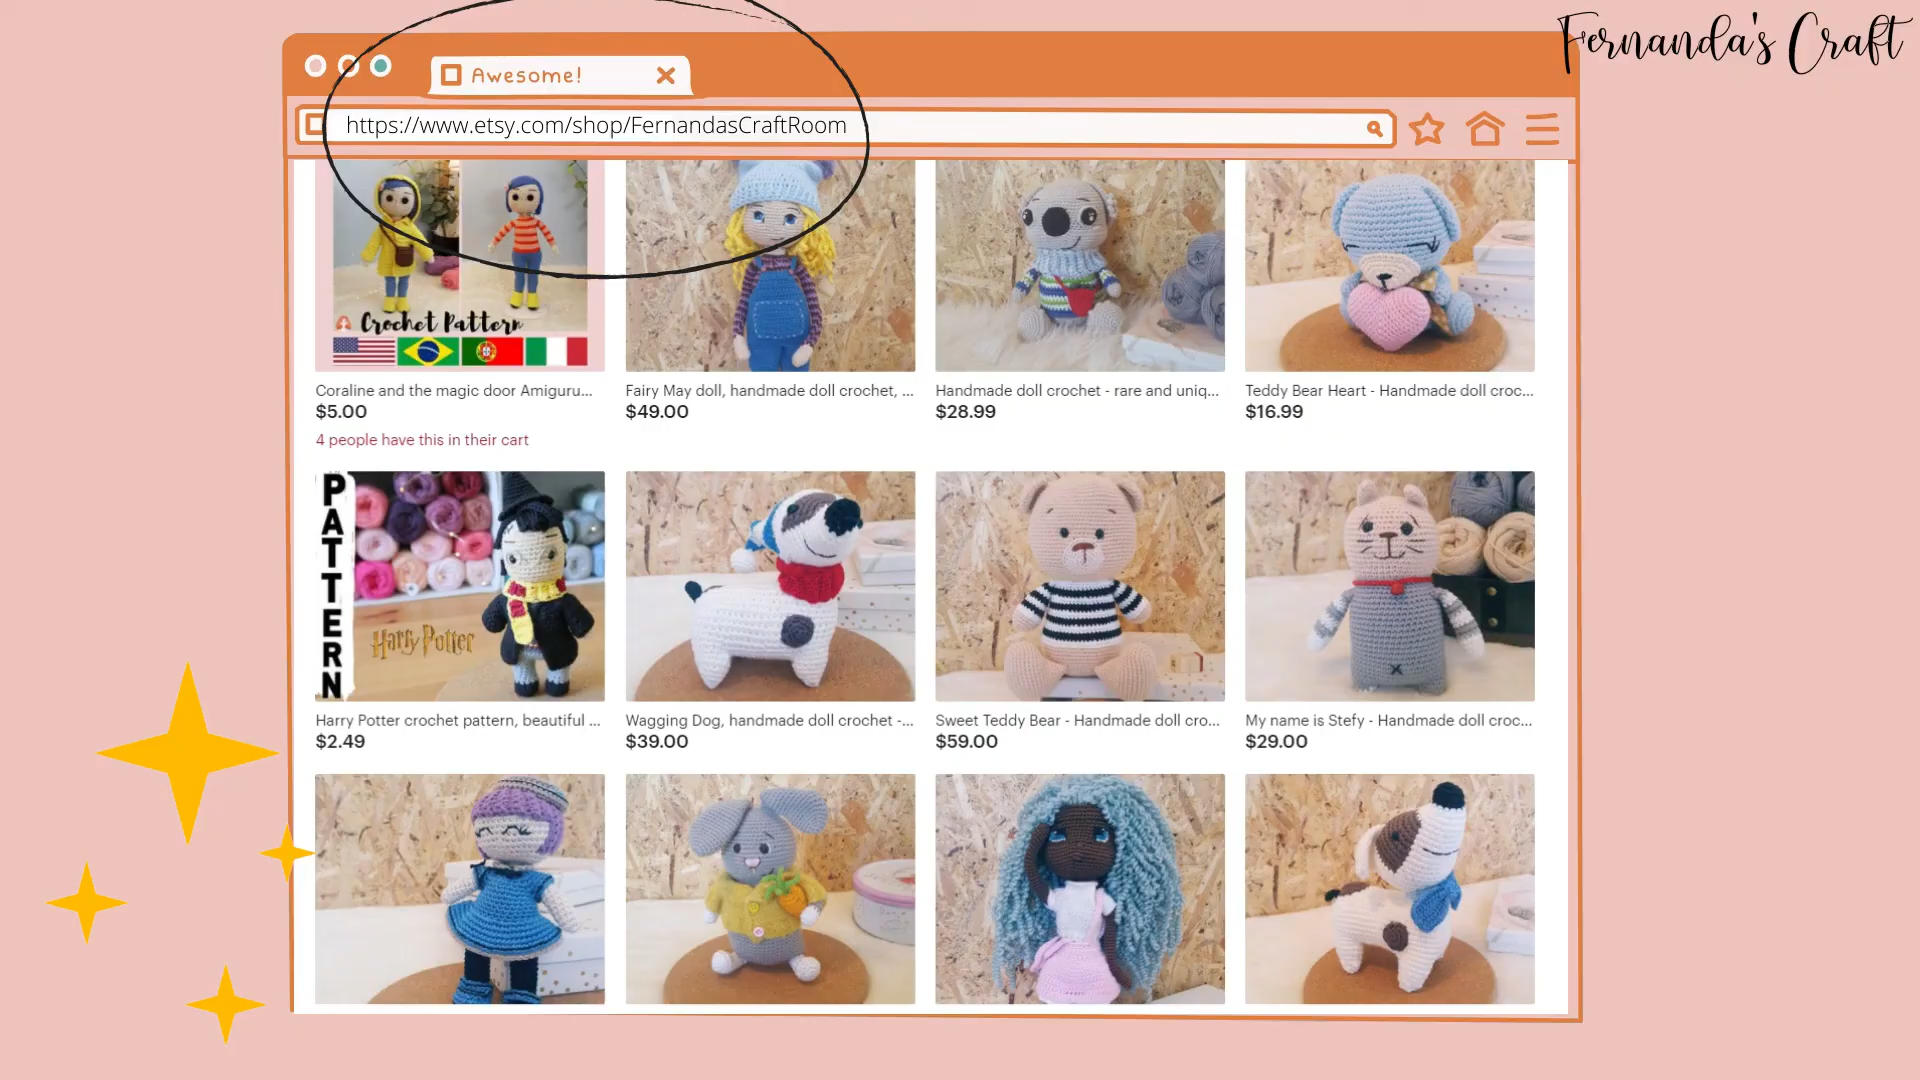 Fernanda's Craft
Awesome!
https://www.etsy.com/shop/FernandasCraftRoom
Crochet Pattern
Coraline and the magic door Amiguru...
$5.00
4 people have this in their cart
Fairy May doll, handmade doll crochet, ...
$49.00
Handmade doll crochet - rare and uniq...
$28.99
Teddy Bear Heart - Handmade doll croc...
$16.99
PATTERN
Harry Potter
Harry Potter crochet pattern, beautiful ...
$2.49
Wagging Dog, handmade doll crochet -...
$39.00
Sweet Teddy Bear - Handmade doll cro...
$59.00
My name is Stefy - Handmade doll croc...
$29.00